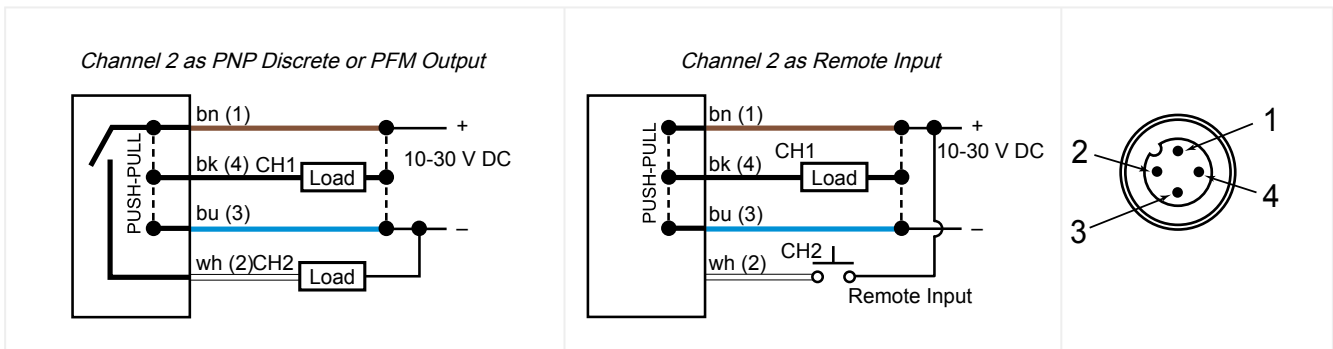 Channel 2 as PNP Discrete or PFM Output
PUSH-PULL
bn (1)
+
10-30 V DC
bk (4) CH1
Load
bu (3)
–
wh (2)CH2
Load
Channel 2 as Remote Input
PUSH-PULL
bn (1)
+
10-30 V DC
bk (4)
CH1
Load
bu (3)
–
wh (2)
CH2
Remote Input
1
2
4
3